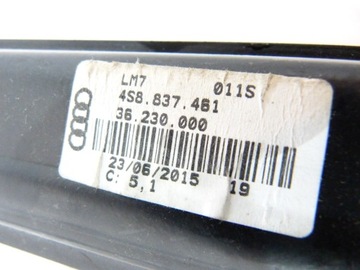 LM7 011S
4S8.837.461
36.230.000
23/06/2015 19
C: 5,1